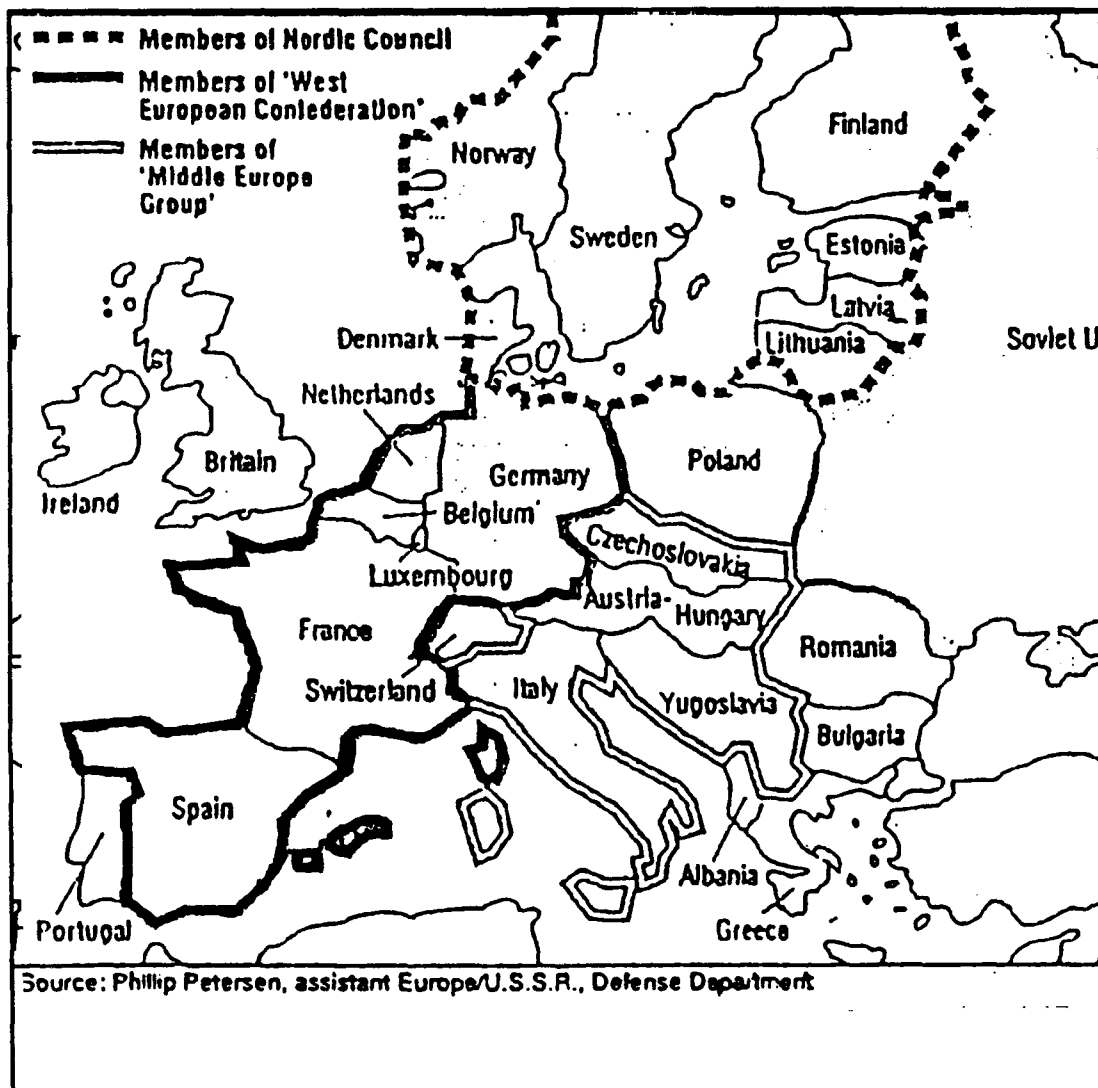 Members of Nordic Council
Members of 'West
European Confederation'
Members of
'Middle Europe
Group'
Finland
Norway
Sweden
Estonia
Latvia
Lithuania
Soviet U
Denmark
Netherlands
Britain
Ireland
Germany
Poland
Belgium'
Czechoslovakia
Luxembourg
Austria-
Hungary
France
Romania
Switzerland
Italy
Yugoslavia
Bulgaria
Spain
Albania
Portugal
Greece
Source: Phillip Petersen, assistant Europe/U.S.S.R., Defense Department